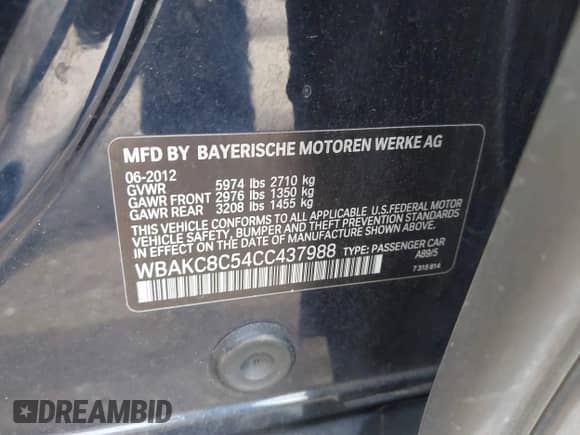 MFD BY BAYERISCHE MOTOREN WERKE AG
06-2012
GVWR 5974 lbs 2710 kg
GAWR FRONT 2976 lbs 1350 kg
GAWR REAR 3208 lbs 1455 kg
THIS VEHICLE CONFORMS TO ALL APPLICABLE U.S.FEDERAL MOTOR
VEHICLE SAFETY, BUMPER AND THEFT PREVENTION STANDARDS
IN EFFECT ON THE DATE OF MANUFACTURE SHOWN ABOVE.
WBAKC8C54CC437988 TYPE: PASSENGER CAR
A89/5
7 315 814
DREAMBID